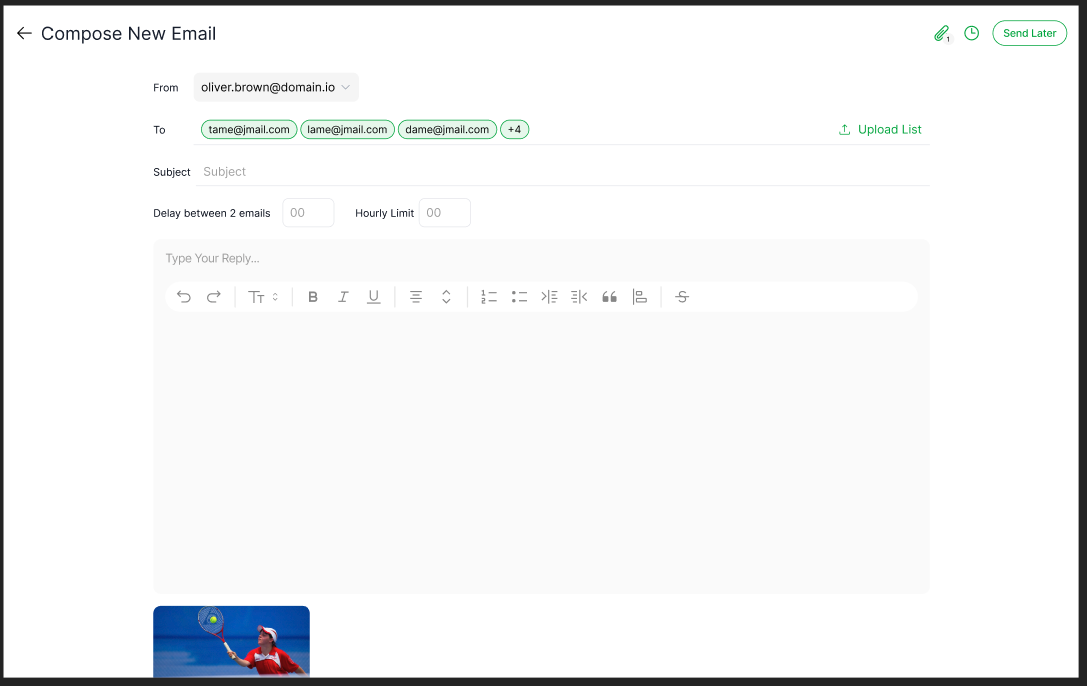 Compose New Email
1
Send Later
From
oliver.brown@domain.io
To
tame@jmail.com lame@jmail.com dame@jmail.com +4
Upload List
Subject
Subject
Delay between 2 emails
00
Hourly Limit
00
Type Your Reply...